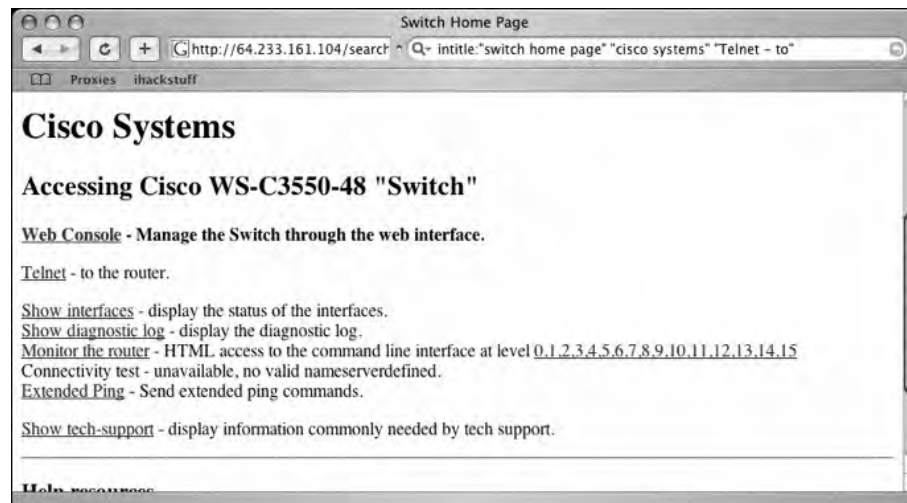 Switch Home Page
http://64.233.161.104/search intitle:"switch home page" "cisco systems" "Telnet - to"
Proxies ihackstuff
Cisco Systems
Accessing Cisco WS-C3550-48 "Switch"
Web Console - Manage the Switch through the web interface.
Telnet - to the router.
Show interfaces - display the status of the interfaces.
Show diagnostic log - display the diagnostic log.
Monitor the router - HTML access to the command line interface at level 0,1,2,3,4,5,6,7,8,9,10,11,12,13,14,15
Connectivity test - unavailable, no valid nameserverdefined.
Extended Ping - Send extended ping commands.
Show tech-support - display information commonly needed by tech support.
Help resources